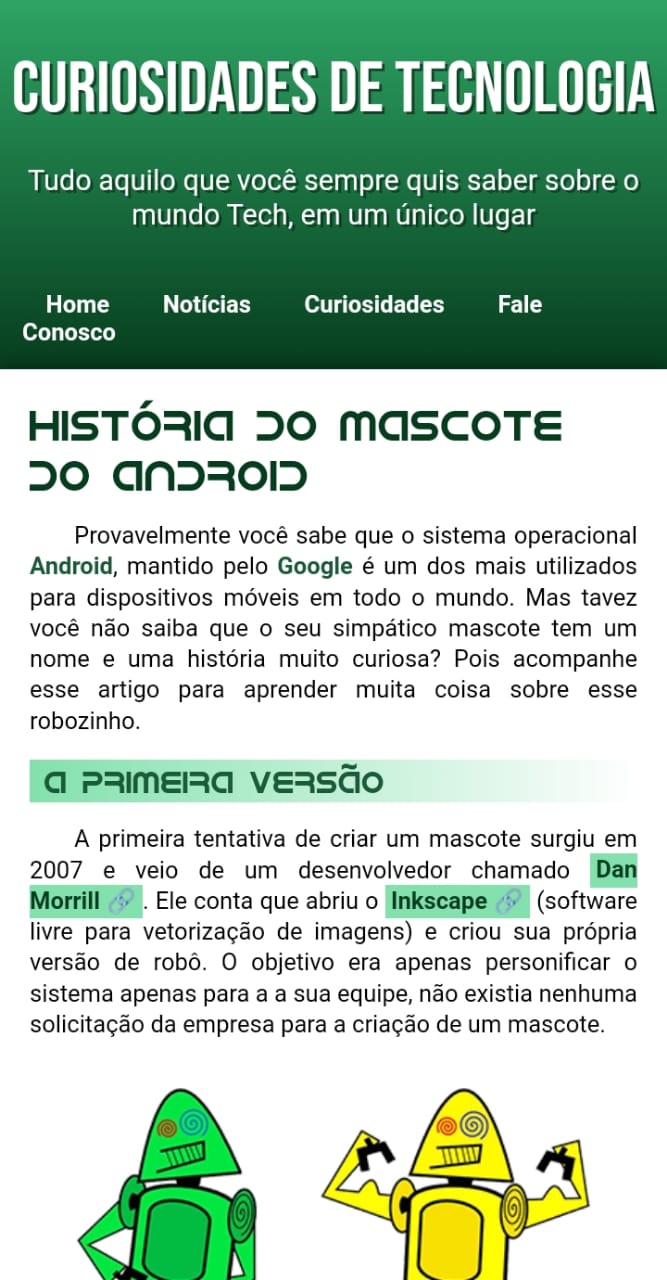 CURIOSIDADES DE TECNOLOGIA
Tudo aquilo que você sempre quis saber sobre o
mundo Tech, em um único lugar
Home Notícias Curiosidades Fale
Conosco
HISTÓRIA DO MASCOTE
DO ANDROID
Provavelmente você sabe que o sistema operacional
Android, mantido pelo Google é um dos mais utilizados
para dispositivos móveis em todo o mundo. Mas tavez
você não saiba que o seu simpático mascote tem um
nome e uma história muito curiosa? Pois acompanhe
esse artigo para aprender muita coisa sobre esse
robozinho.
A PRIMEIRA VERSÃO
A primeira tentativa de criar um mascote surgiu em
2007 e veio de um desenvolvedor chamado Dan
Morrill 🔗 . Ele conta que abriu o Inkscape 🔗 (software
livre para vetorização de imagens) e criou sua própria
versão de robô. O objetivo era apenas personificar o
sistema apenas para a a sua equipe, não existia nenhuma
solicitação da empresa para a criação de um mascote.